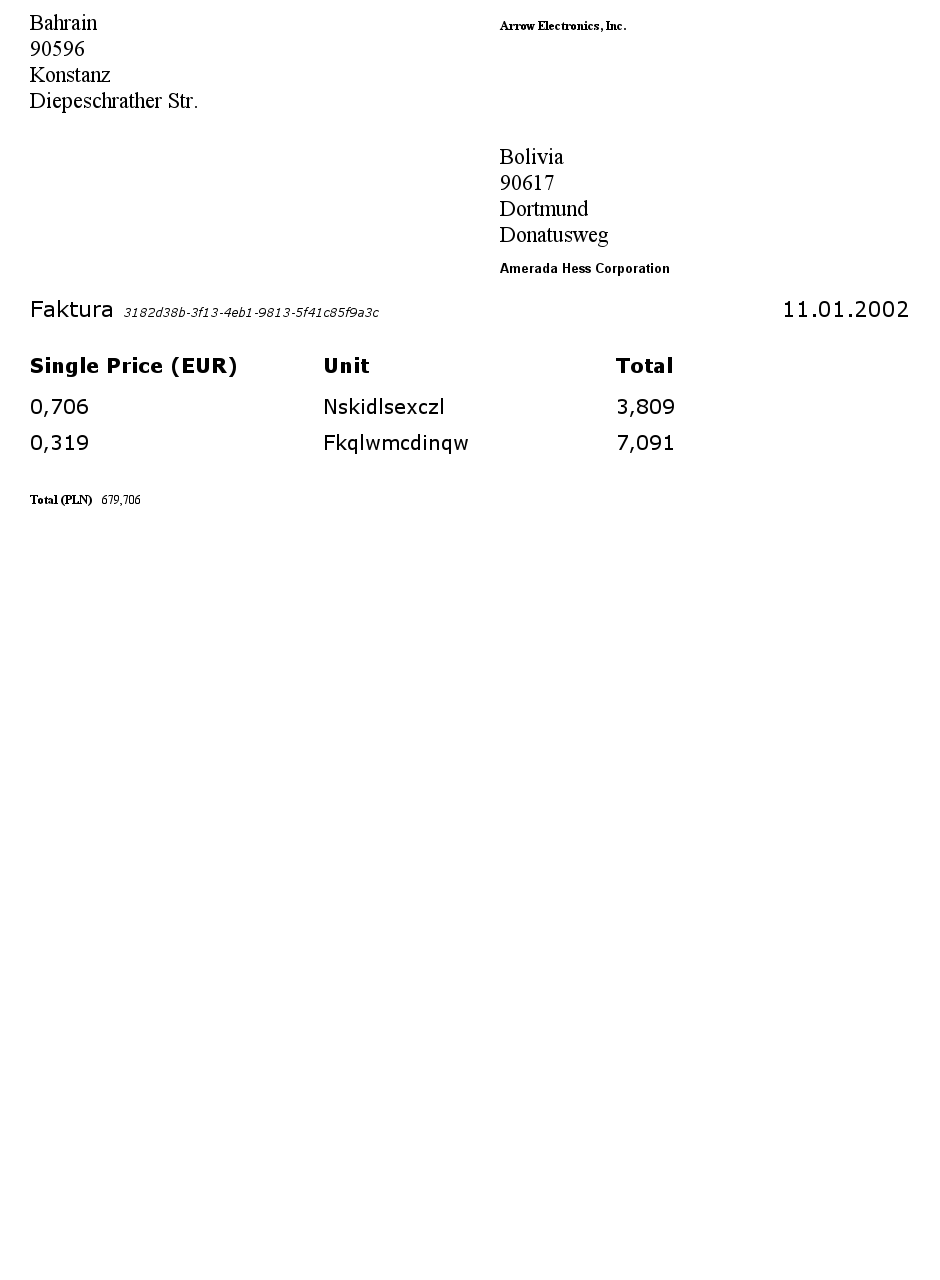 Bahrain
90596
Konstanz
Diepeschrather Str.
Arrow Electronics, Inc.
Bolivia
90617
Dortmund
Donatusweg
Amerada Hess Corporation
Faktura 3182d38b-3f13-4eb1-9813-5f41c85f9a3c 11.01.2002
Single Price (EUR) Unit Total
0,706 Nskidlsexczl 3,809
0,319 Fkqlwmcdinqw 7,091
Total (PLN) 679,706